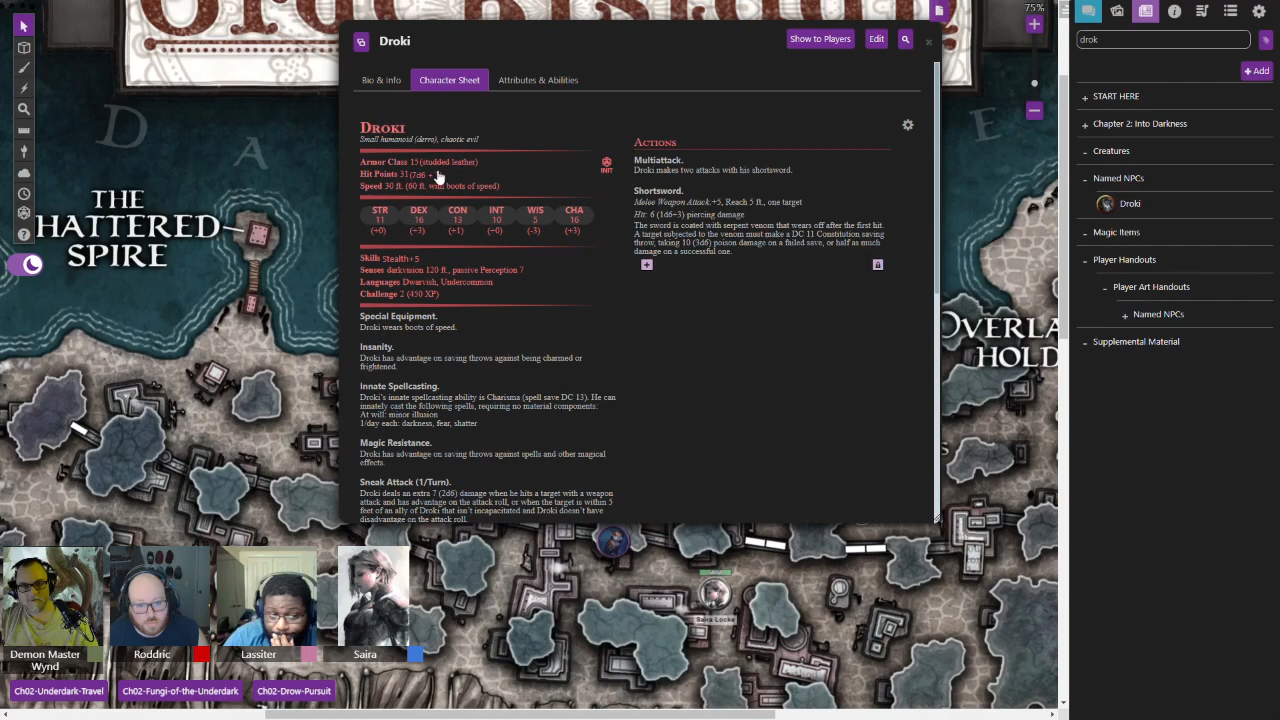 75%
Droki
Show to Players
Edit
Bio & Info
Character Sheet
Attributes & Abilities
DROKI
Small humanoid (derro), chaotic evil
Armor Class 15 (studded leather)
Hit Points 31 (7d6 +
Speed 30 ft. (60 ft. with boots of speed)
INIT
STR DEX CON INT WIS CHA
11 16 13 10 5 16
(+0) (+3) (+1) (+0) (-3) (+3)
Skills Stealth+5
Senses darkvision 120 ft., passive Perception 7
Languages Dwarvish, Undercommon
Challenge 2 (450 XP)
Special Equipment.
Droki wears boots of speed.
Insanity.
Droki has advantage on saving throws against being charmed or
frightened.
Innate Spellcasting.
Droki's innate spellcasting ability is Charisma (spell save DC 13). He can
innately cast the following spells, requiring no material components:
At will: minor illusion
1/day each: darkness, fear, shatter
Magic Resistance.
Droki has advantage on saving throws against spells and other magical
effects.
Sneak Attack (1/Turn).
Droki deals an extra 7 (2d6) damage when he hits a target with a weapon
attack and has advantage on the attack roll, or when the target is within 5
feet of an ally of Droki that isn't incapacitated and Droki doesn't have
disadvantage on the attack roll.
ACTIONS
Multiattack.
Droki makes two attacks with his shortsword.
Shortsword.
Melee Weapon Attack:+5, Reach 5 ft., one target
Hit: 6 (1d6+3) piercing damage
The sword is coated with serpent venom that wears off after the first hit.
A target subjected to the venom must make a DC 11 Constitution saving
throw, taking 10 (3d6) poison damage on a failed save, or half as much
damage on a successful one.
drok
+ Add
START HERE
Chapter 2: Into Darkness
Creatures
Named NPCs
Droki
Magic Items
Player Handouts
Player Art Handouts
Named NPCs
Supplemental Material
D
A
E
THE
SHATTERED
SPIRE
OVERLA
HOLD
Saira Locke
Demon Master
Wynd
Roddric
Lassiter
Saira
Ch02-Underdark-Travel
Ch02-Fungi-of-the-Underdark
Ch02-Drow-Pursuit